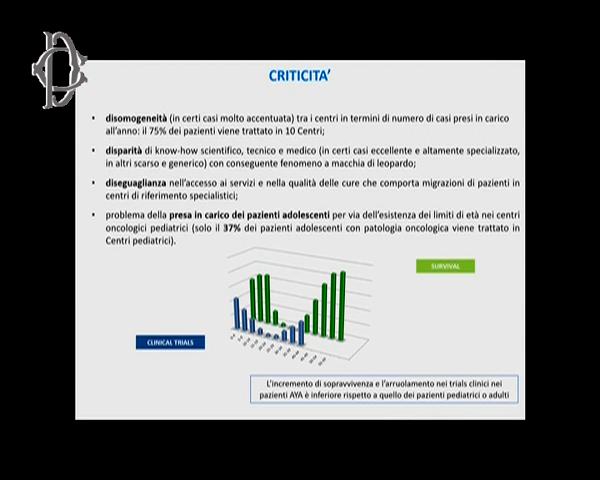 CRITICITA'
• disomogeneità (in certi casi molto accentuata) tra i centri in termini di numero di casi presi in carico
all'anno: il 75% dei pazienti viene trattato in 10 Centri;
• disparità di know-how scientifico, tecnico e medico (in certi casi eccellente e altamente specializzato,
in altri scarso e generico) con conseguente fenomeno a macchia di leopardo;
• diseguaglianza nell'accesso ai servizi e nella qualità delle cure che comporta migrazioni di pazienti in
centri di riferimento specialistici;
• problema della presa in carico dei pazienti adolescenti per via dell'esistenza dei limiti di età nei centri
oncologici pediatrici (solo il 37% dei pazienti adolescenti con patologia oncologica viene trattato in
Centri pediatrici).
SURVIVAL
CLINICAL TRIALS
L'incremento di sopravvivenza e l'arruolamento nei trials clinici nei
pazienti AYA è inferiore rispetto a quello dei pazienti pediatrici o adulti